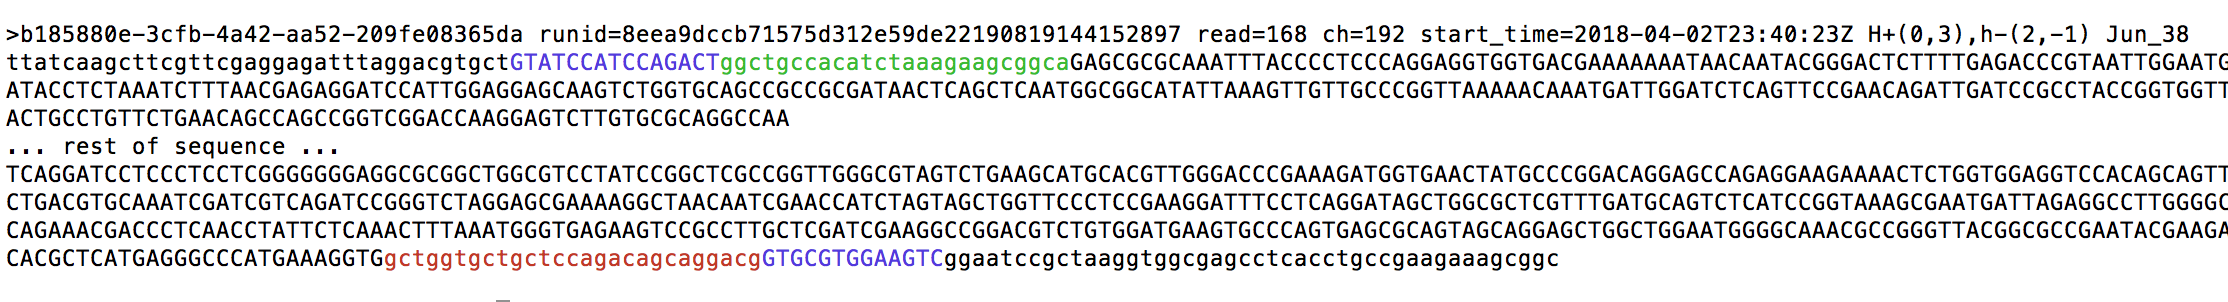 >b185880e-3cfb-4a42-aa52-209fe08365da runid=8eea9dccb71575d312e59de22190819144152897 read=168 ch=192 start_time=2018-04-02T23:40:23Z H+(0,3),h-(2,-1) Jun_38
ttatcaagcttcgttcgaggagatttaggacgtgctGTATCCATCCAGACTggctgccacatctaaagaagcggcaGAGCGCGCAAATTTACCCCTCCCAGGAGGTGGTGACGAAAAAAATAACAATACGGGACTCTTTTGAGACCCGTAATTGGAATG
ATACCTCTAAATCTTTAACGAGAGGATCCATTGGAGGAGCAAGTCTGGTGCAGCCGCCGCGATAACTCAGCTCAATGGCGGCATATTAAAGTTGTTGCCCGGTTAAAAACAAATGATTGGATCTCAGTTCCGAACAGATTGATCCGCCTACCGGTGGTT
ACTGCCTGTTCTGAACAGCCAGCCGGTCGGACCAAGGAGTCTTGTGCGCAGGCCAA
... rest of sequence ...
TCAGGATCCTCCCTCCTCGGGGGGGAGGCGCGGCTGGCGTCCTATCCGGCTCGCCGGTTGGGCGTAGTCTGAAGCATGCACGTTGGGACCCGAAAGATGGTGAACTATGCCCGGACAGGAGCCAGAGGAAGAAAACTCTGGTGGAGGTCCACAGCAGTT
CTGACGTGCAAATCGATCGTCAGATCCGGGTCTAGGAGCGAAAAGGCTAACAATCGAACCATCTAGTAGCTGGTTCCCTCCGAAGGATTTCCTCAGGATAGCTGGCGCTCGTTTGATGCAGTCTCATCCGGTAAAGCGAATGATTAGAGGCCTTGGGGC
CAGAAACGACCCTCAACCTATTCTCAAACTTTAAATGGGTGAGAAGTCCGCCTTGCTCGATCGAAGGCCGGACGTCTGTGGATGAAGTGCCCAGTGAGCGCAGTAGCAGGAGCTGGCTGGAATGGGGCAAACGCCGGGTTACGGCGCCGAATACGAAGA
CACGCTCATGAGGGCCCATGAAAGGTGgctggtgctgctccagacagcaggacgGTGCGTGGAAGTCggaatccgctaaggtggcgagcctcacctgccgaagaaagcggc